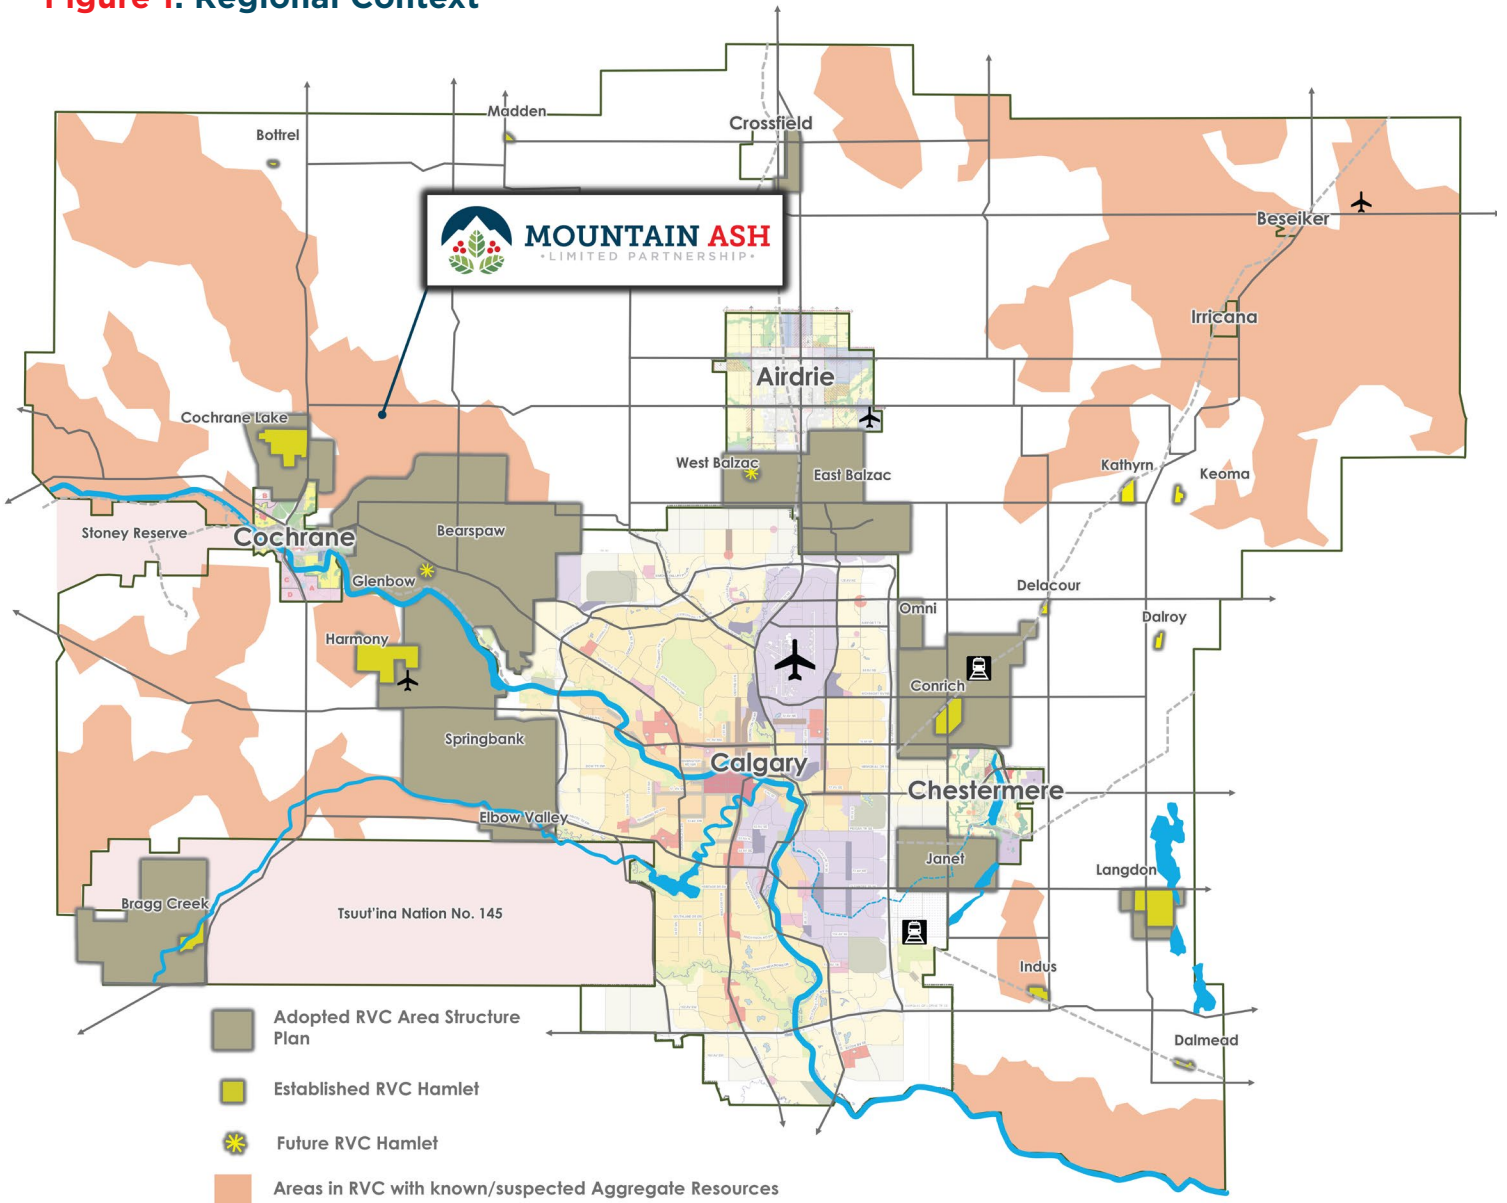 Figure 1. Regional Context
Madden
Crossfield
Bottrel
MOUNTAIN ASH
•LIMITED PARTNERSHIP•
Beseiker
Irricana
Airdrie
Cochrane Lake
West Balzac
East Balzac
Kathyrn
Keoma
Stoney Reserve
Cochrane
Bearspaw
Glenbow
Delacour
Omni
Dalroy
Harmony
Conrich
Springbank
Calgary
Chestermere
Elbow Valley
Janet
Langdon
Bragg Creek
Tsuut'ina Nation No. 145
Indus
Dalmead
Adopted RVC Area Structure
Plan
Established RVC Hamlet
Future RVC Hamlet
Areas in RVC with known/suspected Aggregate Resources